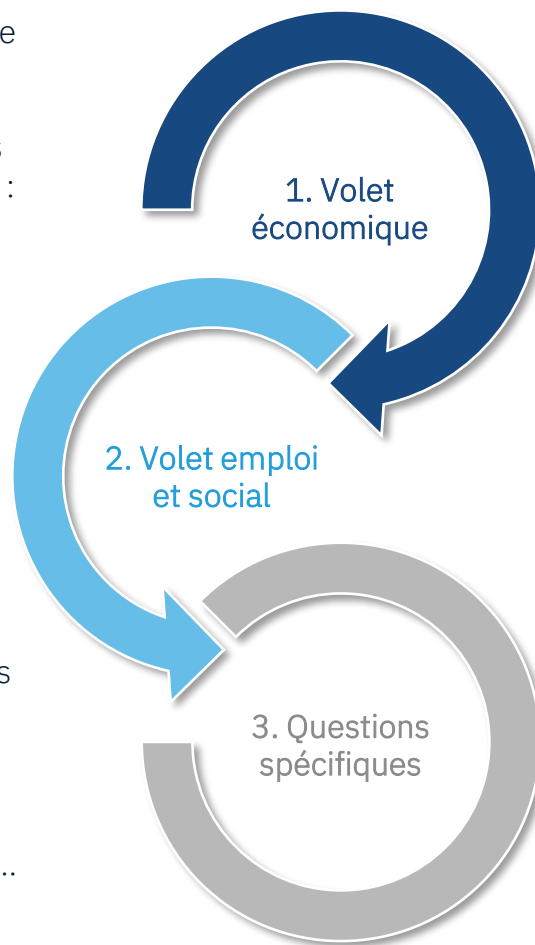 1. Volet
économique
:
2. Volet emploi
et social
3. Questions
spécifiques
..